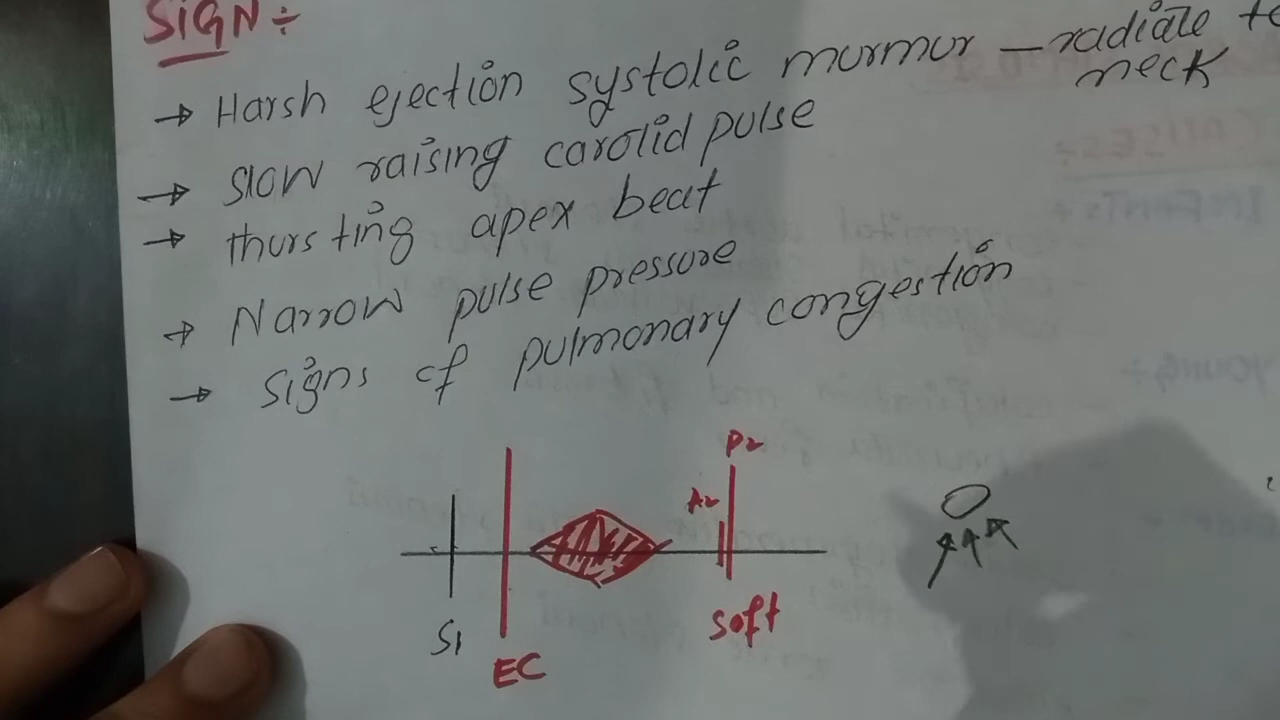 SIGN÷
→ Harsh ejection systolic murmur – radiate to
neck
→ Slow raising carotid pulse
→ thursting apex beat
→ Narrow pulse pressure
→ Signs of pulmonary congestion
P2
A2
S1
Soft
EC